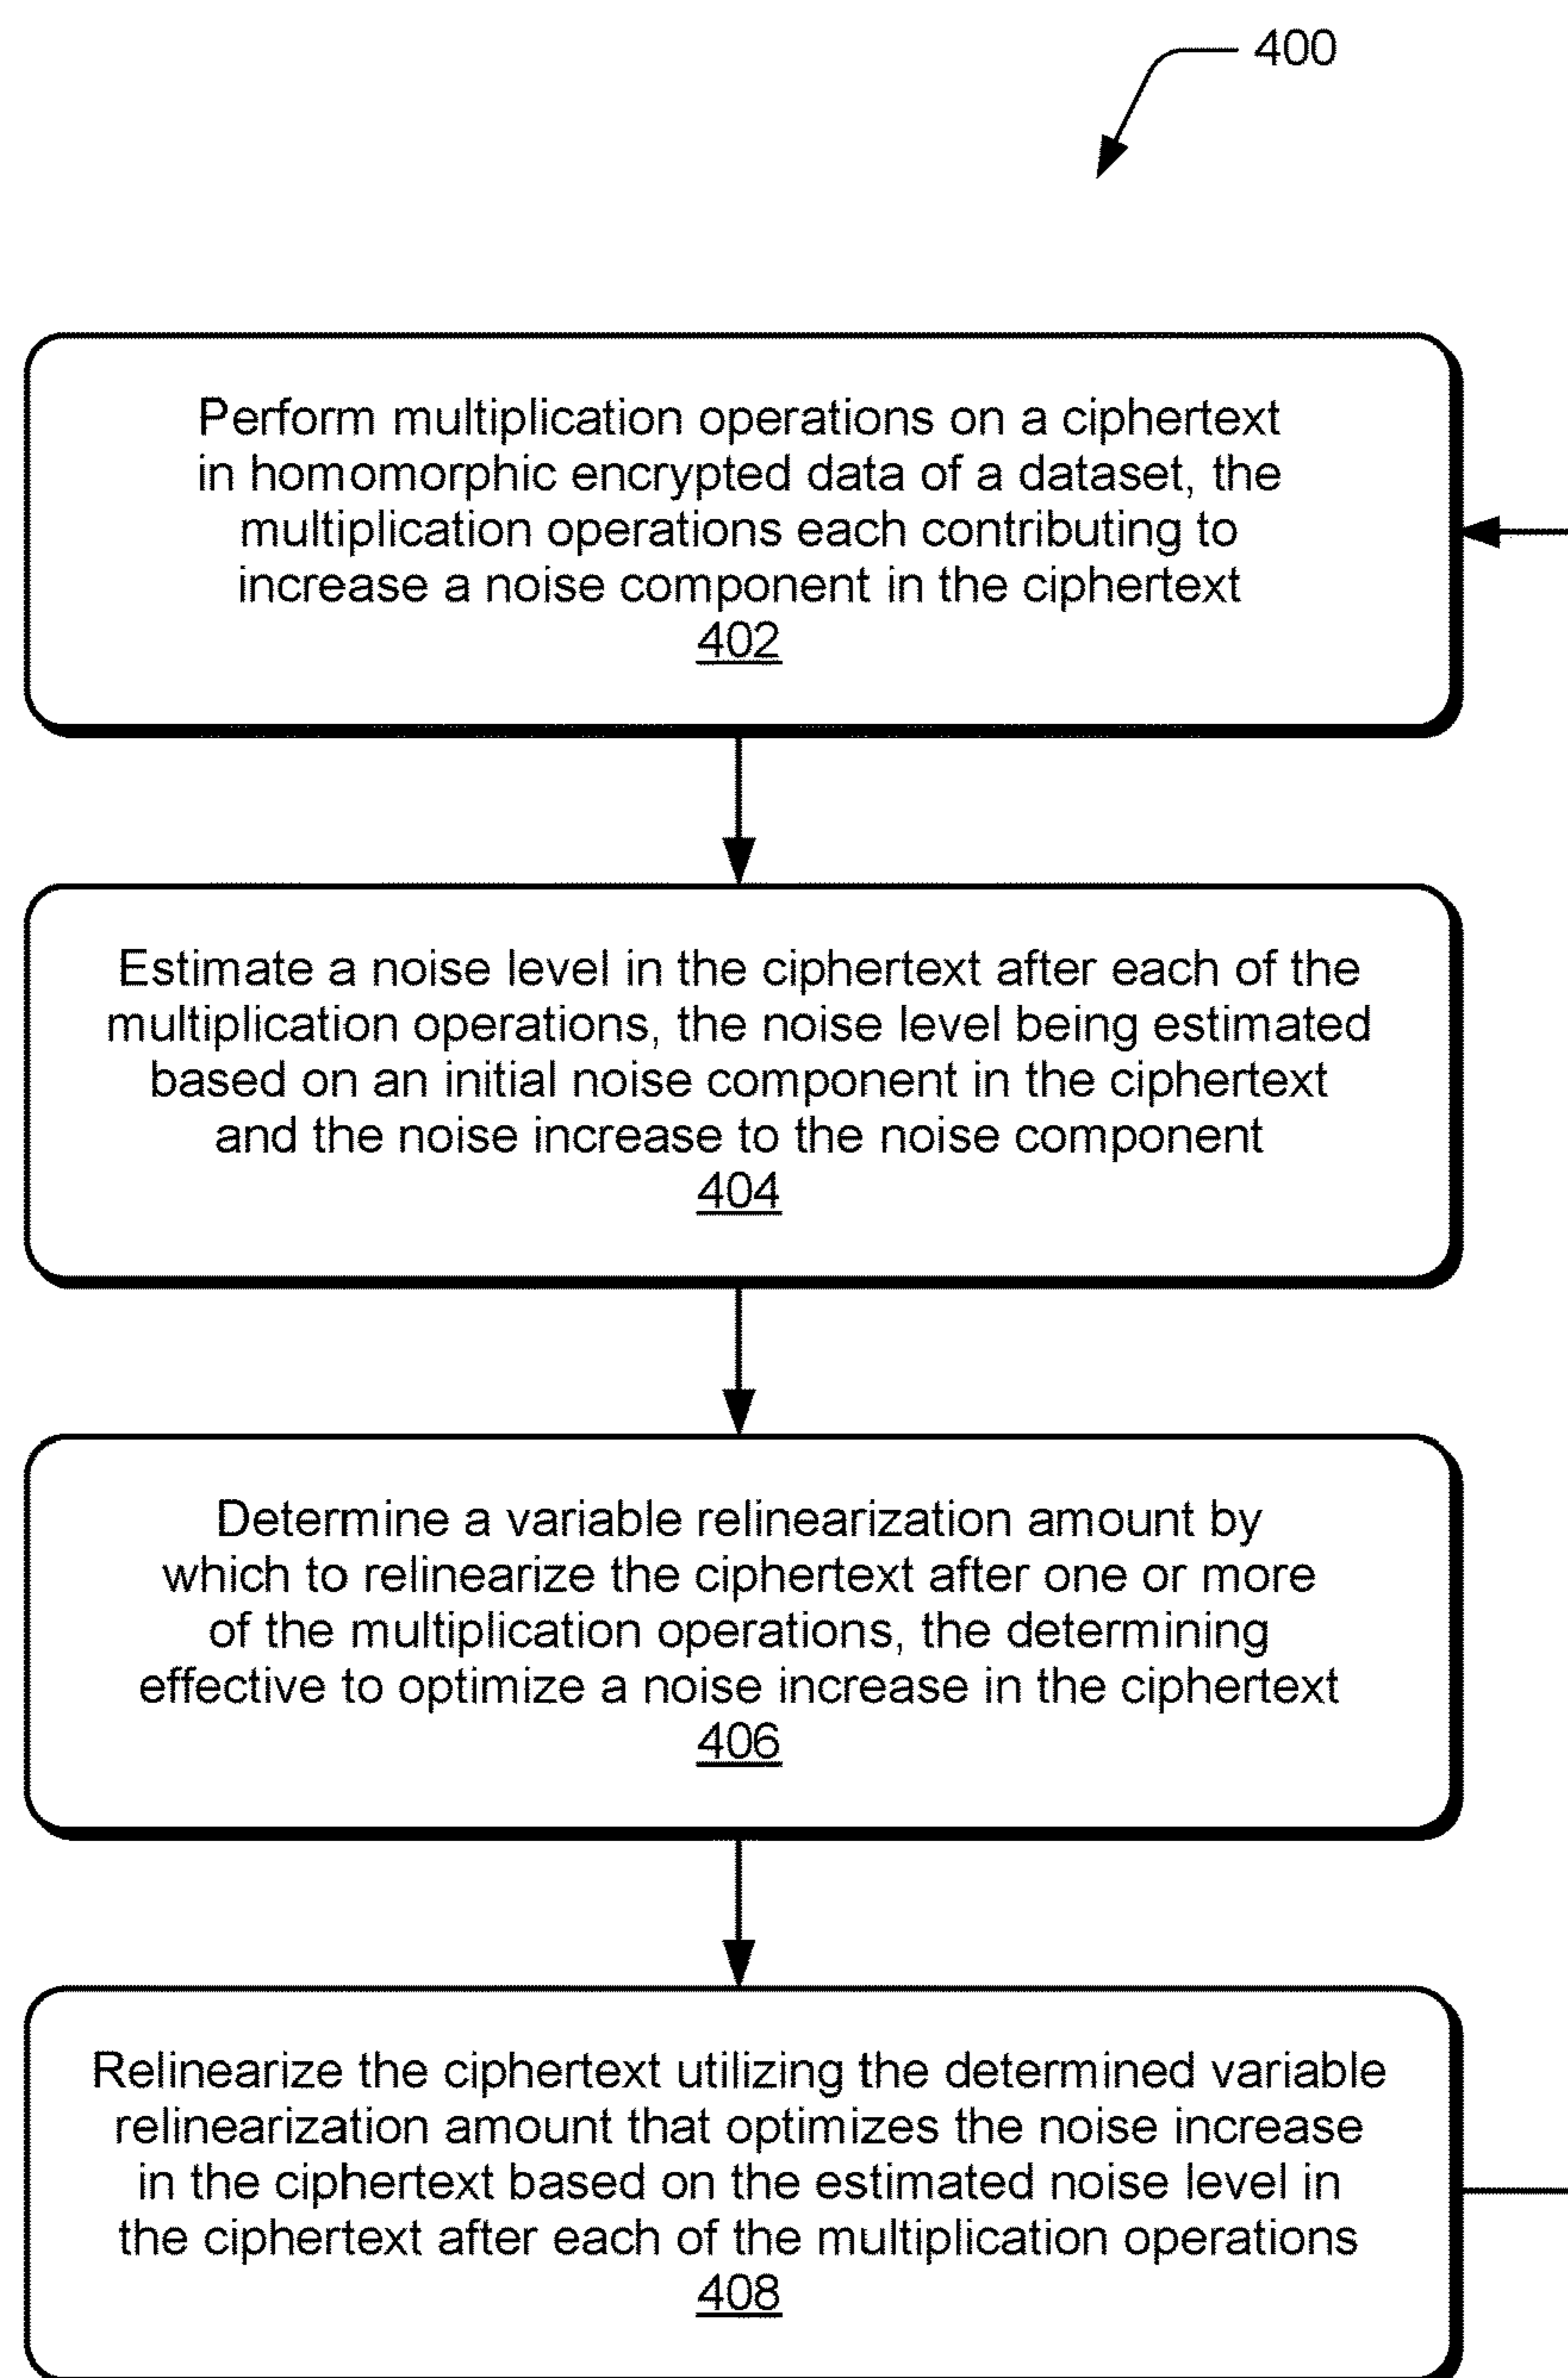 400
Perform multiplication operations on a ciphertext
in homomorphic encrypted data of a dataset, the
multiplication operations each contributing to
increase a noise component in the ciphertext
402
Estimate a noise level in the ciphertext after each of the
multiplication operations, the noise level being estimated
based on an initial noise component in the ciphertext
and the noise increase to the noise component
404
Determine a variable relinearization amount by
which to relinearize the ciphertext after one or more
of the multiplication operations, the determining
effective to optimize a noise increase in the ciphertext
406
Relinearize the ciphertext utilizing the determined variable
relinearization amount that optimizes the noise increase
in the ciphertext based on the estimated noise level in
the ciphertext after each of the multiplication operations
408